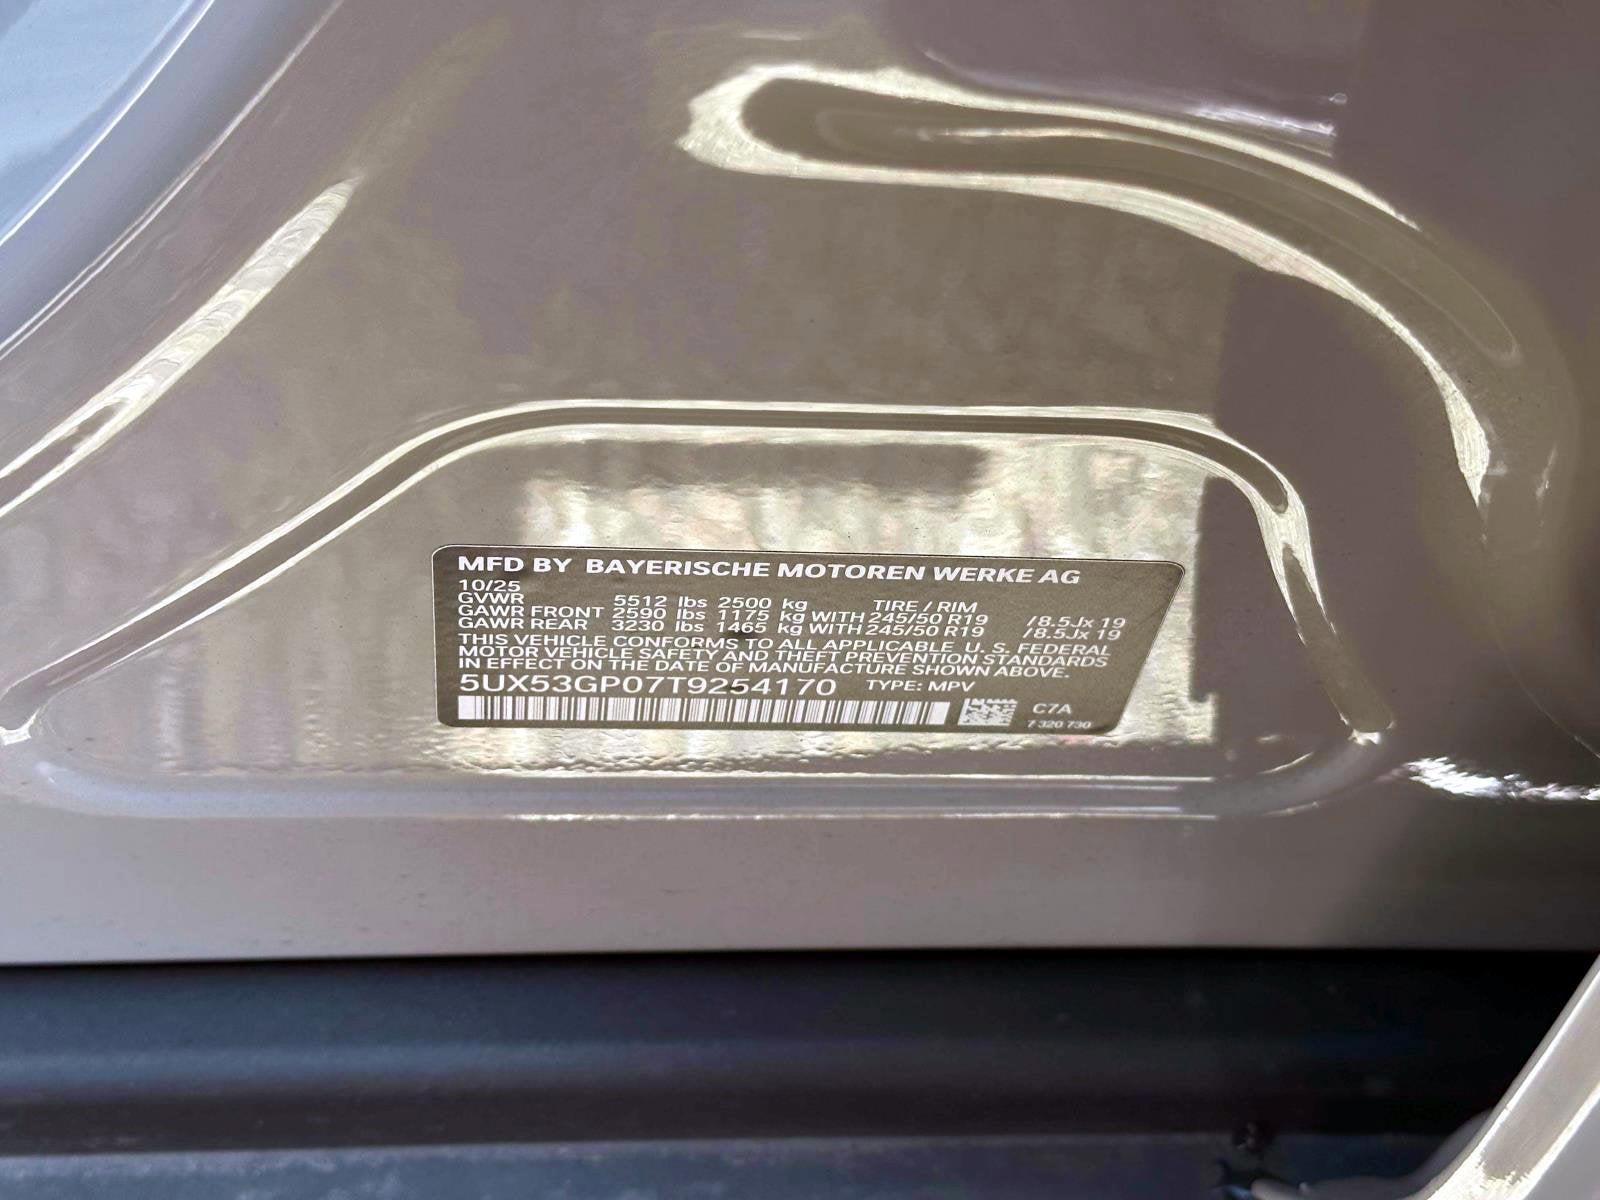 MFD BY BAYERISCHE MOTOREN WERKE AG
10/25
GVWR 5512 lbs 2500 kg TIRE / RIM
GAWR FRONT 2590 lbs 1175 kg WITH 245/50 R19 /8.5Jx 19
GAWR REAR 3230 lbs 1465 kg WITH 245/50 R19 /8.5Jx 19
THIS VEHICLE CONFORMS TO ALL APPLICABLE U. S. FEDERAL
MOTOR VEHICLE SAFETY AND THEFT PREVENTION STANDARDS
IN EFFECT ON THE DATE OF MANUFACTURE SHOWN ABOVE.
5UX53GP07T9254170 TYPE: MPV
C7A
7 320 730